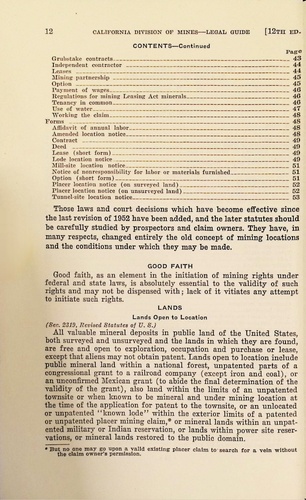 12 CALIFORNIA DIVISION OF MINES—LEGAL GUIDE [12TH ED.
CONTENTS—Continued
Page
Grubstake contracts 43
Independent contractor 44
Leases 44
Mining partnership 45
Option 45
Payment of wages 46
Regulations for mining Leasing Act minerals 46
Tenancy in common 46
Use of water 47
Working the claim 48
Forms 48
Affidavit of annual labor 48
Amended location notice 48
Contract 49
Deed 49
Lease (short form) 49
Lode location notice 49
Mill-site location notice 51
Notice of nonresponsibility for labor or materials furnished 51
Option (short form) 51
Placer location notice (on surveyed land) 52
Placer location notice (on unsurveyed land) 52
Tunnel-site location notice 53
Those laws and court decisions which have become effective since
the last revision of 1952 have been added, and the later statutes should
be carefully studied by prospectors and claim owners. They have, in
many respects, changed entirely the old concept of mining locations
and the conditions under which they may be made.
GOOD FAITH
Good faith, as an element in the initiation of mining rights under
federal and state laws, is absolutely essential to the validity of such
rights and may not be dispensed with; lack of it vitiates any attempt
to initiate such rights.
LANDS
Lands Open to Location
(Sec. 2319, Revised Statutes of U. S.)
All valuable mineral deposits in public land of the United States,
both surveyed and unsurveyed and the lands in which they are found,
are free and open to exploration, occupation and purchase or lease,
except that aliens may not obtain patent. Lands open to location include
public mineral land within a national forest, unpatented parts of a
congressional grant to a railroad company (except iron and coal), or
an unconfirmed Mexican grant (to abide the final determination of the
validity of the grant), also land within the limits of an unpatented
townsite or when known to be mineral and under mining location at
the time of the application for patent to the townsite, or an unlocated
or unpatented "known lode" within the exterior limits of a patented
or unpatented placer mining claim,* or mineral lands within an unpat-
ented military or Indian reservation, or lands within power site reser-
vations, or mineral lands restored to the public domain.
* But no one may go upon a valid existing placer claim to search for a vein without
the claim owner's permission.